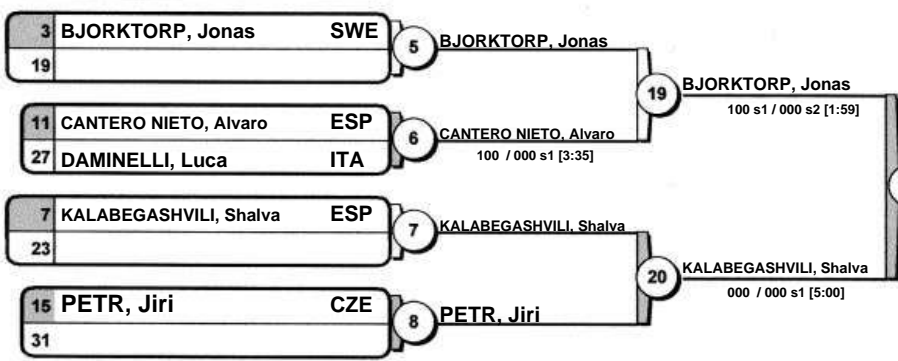 3 BJORKTORP, Jonas SWE
19
5 BJORKTORP, Jonas
11 CANTERO NIETO, Alvaro ESP
27 DAMINELLI, Luca ITA
6 CANTERO NIETO, Alvaro
100 / 000 s1 [3:35]
19 BJORKTORP, Jonas
100 s1 / 000 s2 [1:59]
7 KALABEGASHVILI, Shalva ESP
23
7 KALABEGASHVILI, Shalva
15 PETR, Jiri CZE
31
8 PETR, Jiri
20 KALABEGASHVILI, Shalva
000 / 000 s1 [5:00]